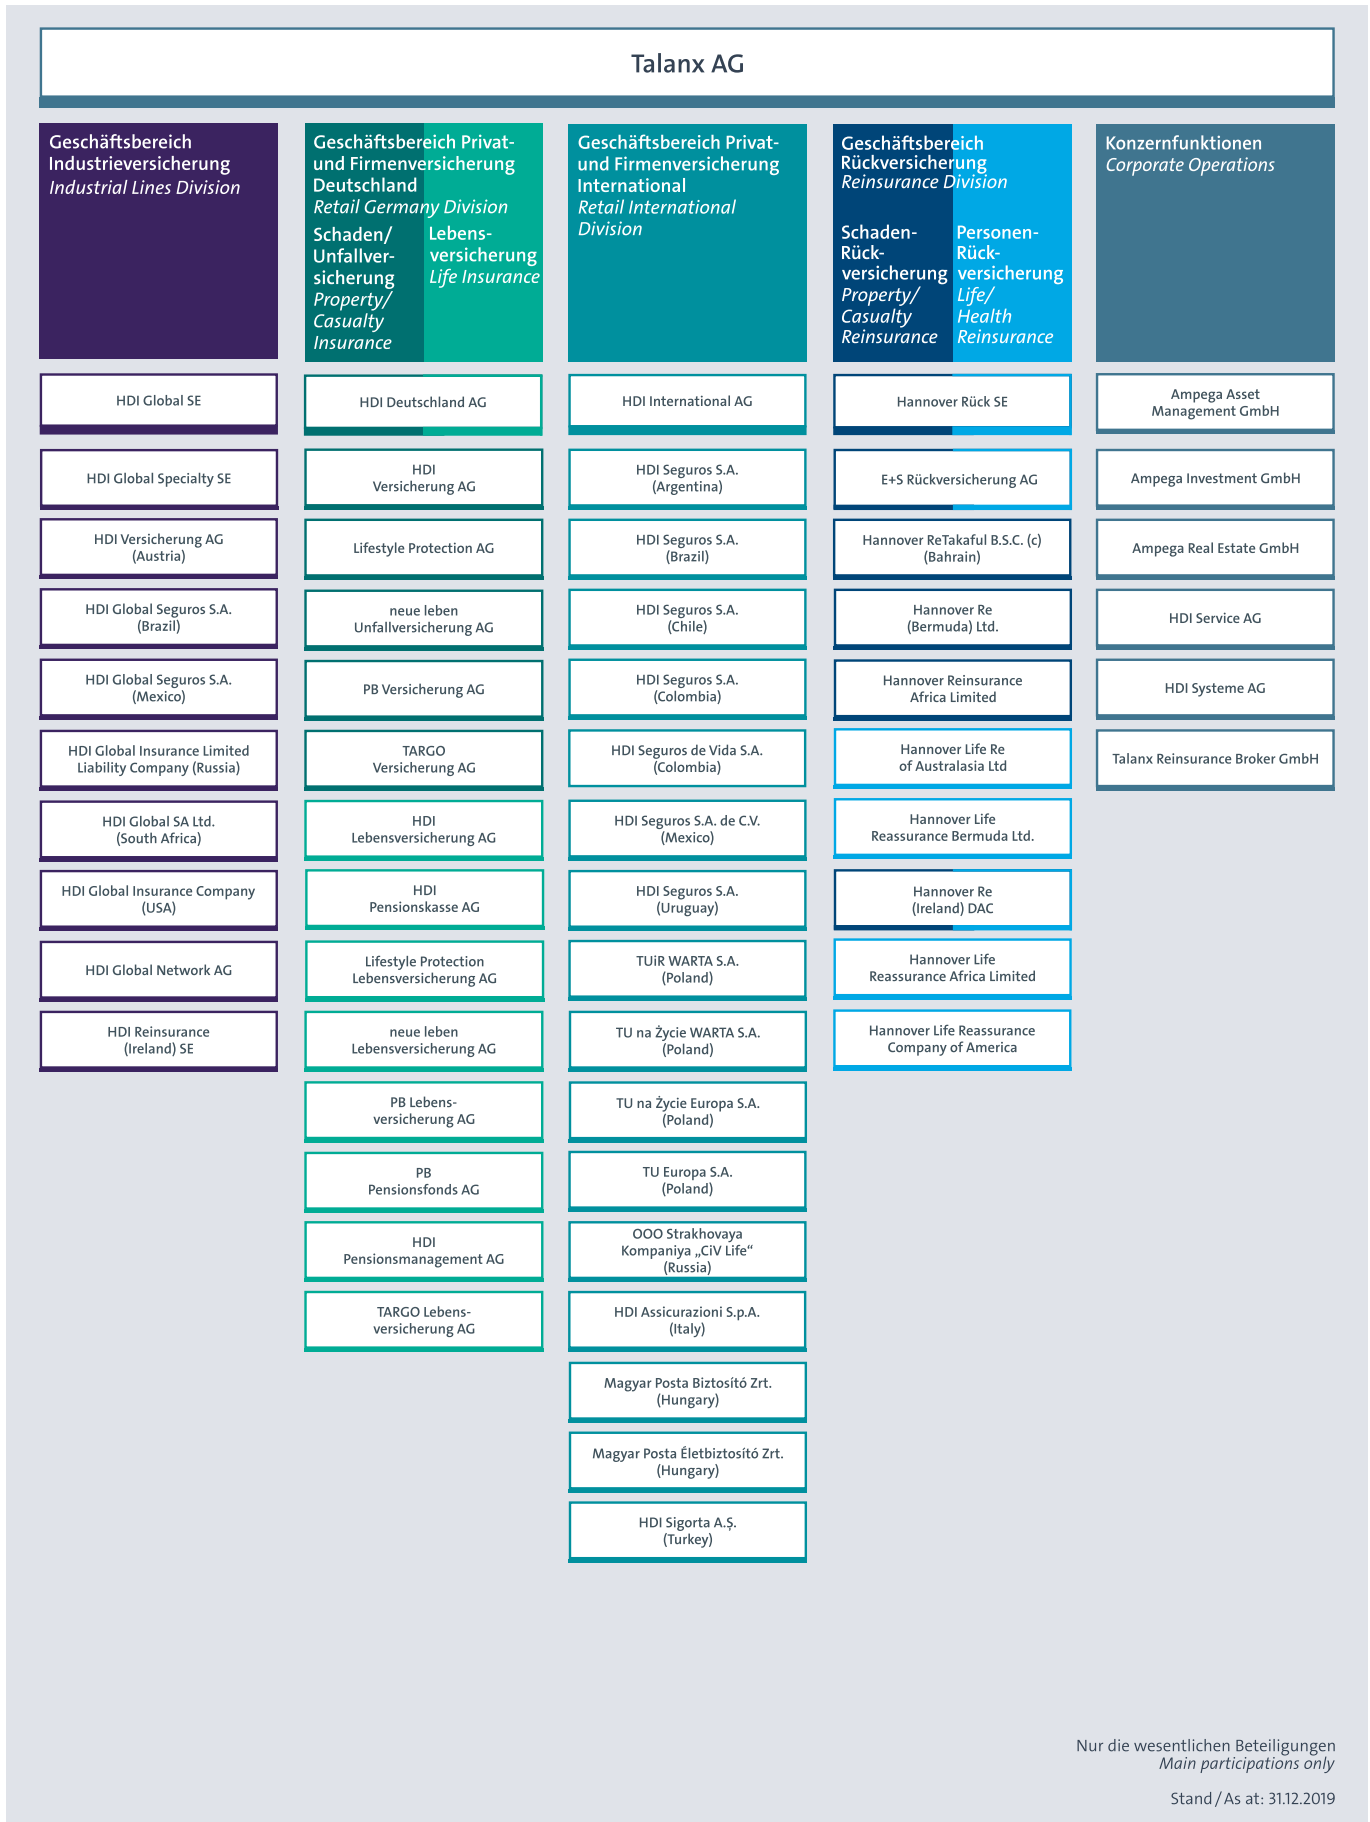 Talanx AG
Geschäftsbereich
Industrieversicherung
Industrial Lines Division
HDI Global SE
HDI Global Specialty SE
HDI Versicherung AG
(Austria)
HDI Global Seguros S.A.
(Brazil)
HDI Global Seguros S.A.
(Mexico)
HDI Global Insurance Limited
Liability Company (Russia)
HDI Global SA Ltd.
(South Africa)
HDI Global Insurance Company
(USA)
HDI Global Network AG
HDI Reinsurance
(Ireland) SE
Geschäftsbereich Privat-
und Firmenversicherung
Deutschland
Retail Germany Division
Schaden/
Unfallver-
sicherung
Property/
Casualty
Insurance
Lebens-
versicherung
Life Insurance
HDI Deutschland AG
HDI
Versicherung AG
Lifestyle Protection AG
neue leben
Unfallversicherung AG
PB Versicherung AG
TARGO
Versicherung AG
HDI
Lebensversicherung AG
HDI
Pensionskasse AG
Lifestyle Protection
Lebensversicherung AG
neue leben
Lebensversicherung AG
PB Lebens-
versicherung AG
PB
Pensionsfonds AG
HDI
Pensionsmanagement AG
TARGO Lebens-
versicherung AG
Geschäftsbereich Privat-
und Firmenversicherung
International
Retail International
Division
HDI International AG
HDI Seguros S.A.
(Argentina)
HDI Seguros S.A.
(Brazil)
HDI Seguros S.A.
(Chile)
HDI Seguros S.A.
(Colombia)
HDI Seguros de Vida S.A.
(Colombia)
HDI Seguros S.A. de C.V.
(Mexico)
HDI Seguros S.A.
(Uruguay)
TUiR WARTA S.A.
(Poland)
TU na Życie WARTA S.A.
(Poland)
TU na Życie Europa S.A.
(Poland)
TU Europa S.A.
(Poland)
OOO Strakhovaya
Kompaniya „CiV Life“
(Russia)
HDI Assicurazioni S.p.A.
(Italy)
Magyar Posta Biztosító Zrt.
(Hungary)
Magyar Posta Életbiztosító Zrt.
(Hungary)
HDI Sigorta A.Ş.
(Turkey)
Geschäftsbereich
Rückversicherung
Reinsurance Division
Schaden-
Rück-
versicherung
Property/
Casualty
Reinsurance
Personen-
Rück-
versicherung
Life/
Health
Reinsurance
Hannover Rück SE
E+S Rückversicherung AG
Hannover ReTakaful B.S.C. (c)
(Bahrain)
Hannover Re
(Bermuda) Ltd.
Hannover Reinsurance
Africa Limited
Hannover Life Re
of Australasia Ltd
Hannover Life
Reassurance Bermuda Ltd.
Hannover Re
(Ireland) DAC
Hannover Life
Reassurance Africa Limited
Hannover Life Reassurance
Company of America
Konzernfunktionen
Corporate Operations
Ampega Asset
Management GmbH
Ampega Investment GmbH
Ampega Real Estate GmbH
HDI Service AG
HDI Systeme AG
Talanx Reinsurance Broker GmbH
Nur die wesentlichen Beteiligungen
Main participations only
Stand / As at: 31.12.2019